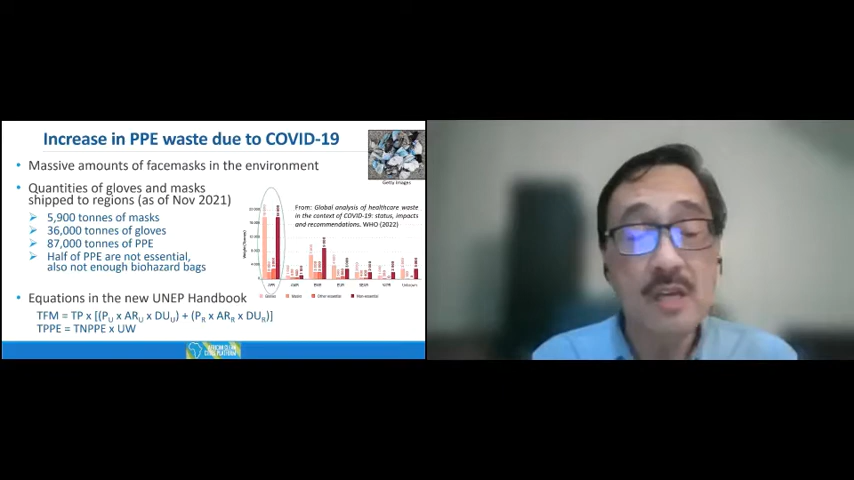 Increase in PPE waste due to COVID-19
• Massive amounts of facemasks in the environment
Getty Images
• Quantities of gloves and masks
shipped to regions (as of Nov 2021)
➢ 5,900 tonnes of masks
➢ 36,000 tonnes of gloves
➢ 87,000 tonnes of PPE
➢ Half of PPE are not essential,
also not enough biohazard bags
From: Global analysis of healthcare waste
in the context of COVID-19: status, impacts
and recommendations. WHO (2022)
• Equations in the new UNEP Handbook
TFM = TP x [(PU x ARU x DUU) + (PR x ARR x DUR)]
TPPE = TNPPE x UW
AFRICAN CLEAN
CITIES PLATFORM